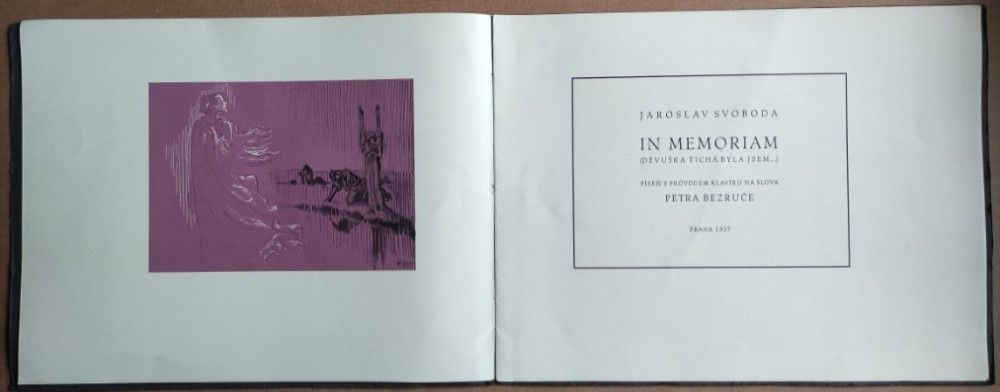 JAROSLAV SVOBODA
IN MEMORIAM
(DĚVUŠKA TICHÁ BYLA JSEM...)
PÍSEŇ S PRŮVODEM KLAVÍRU NA SLOVA
PETRA BEZRUČE
PRAHA 1937